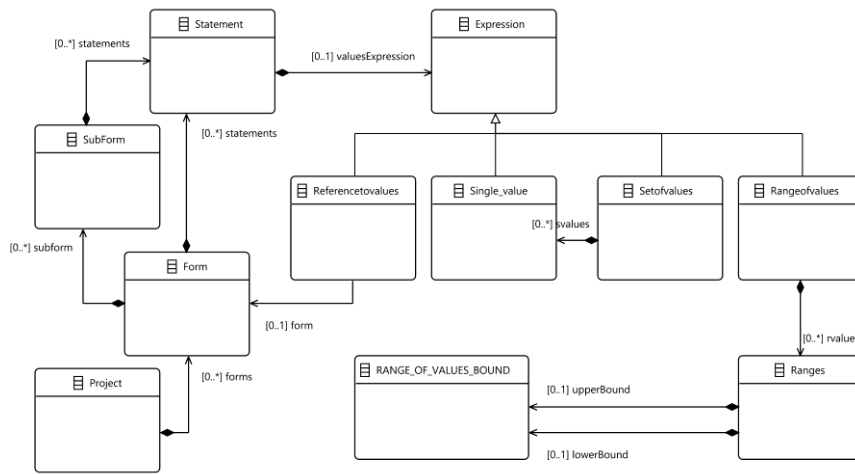 Statement
Expression
[0..*] statements
[0..1] valuesExpression
SubForm
[0..*] statements
Referencetovalues
Single_value
Setofvalues
Rangeofvalues
[0..*] svalues
[0..*] subform
Form
[0..1] form
[0..*] rvalue
Project
[0..*] forms
RANGE_OF_VALUES_BOUND
Ranges
[0..1] upperBound
[0..1] lowerBound